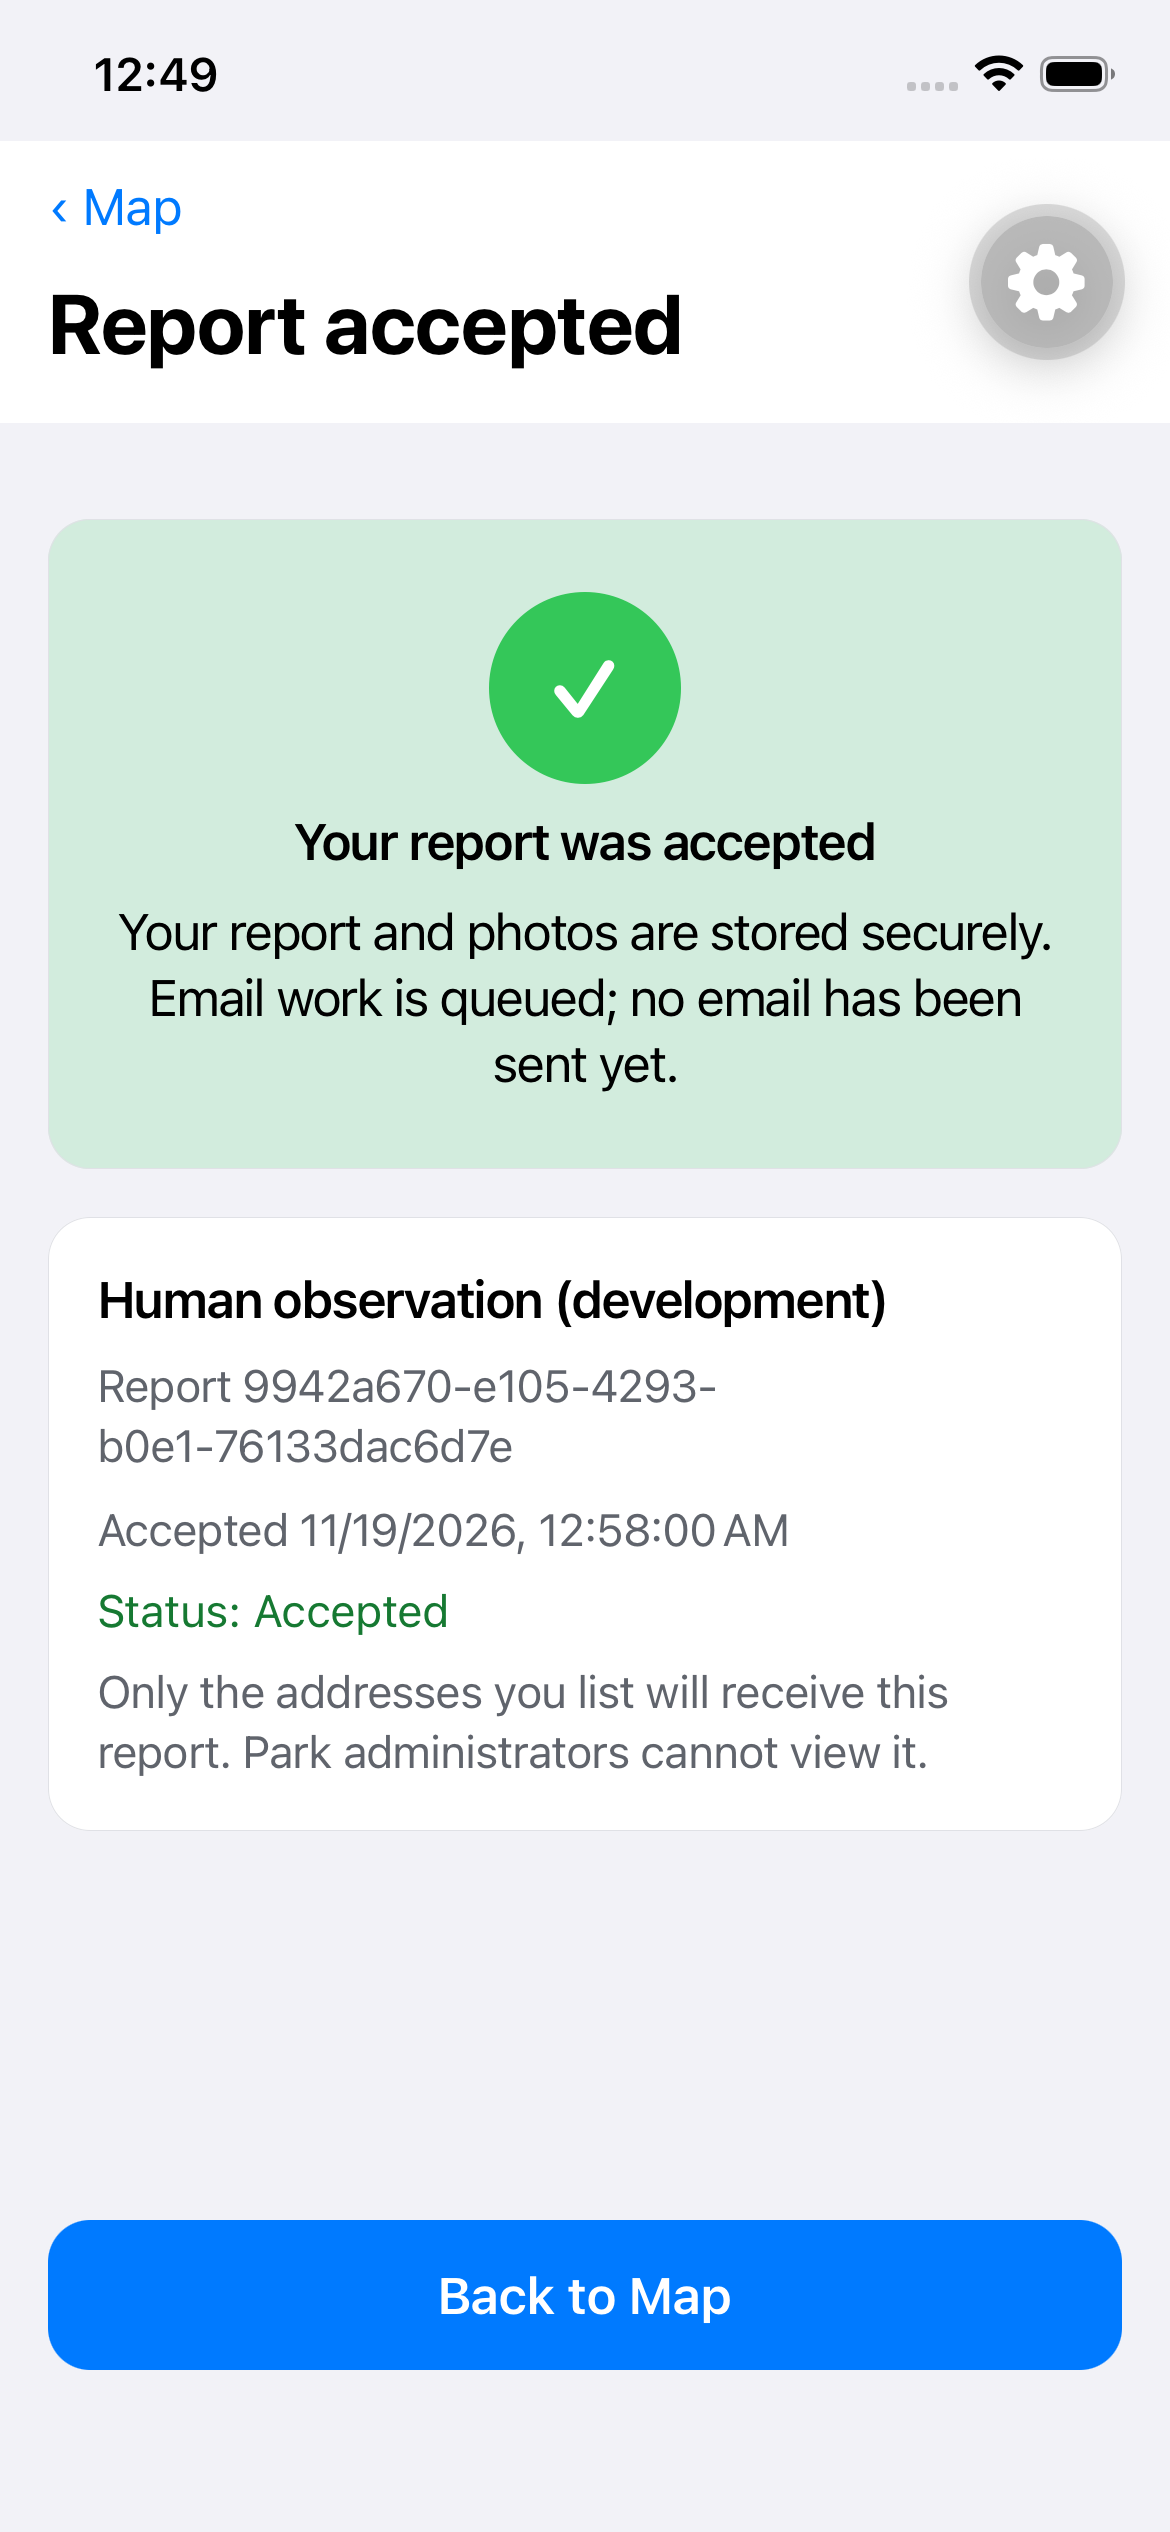 12:49
‹ Map
Report accepted
Your report was accepted
Your report and photos are stored securely.
Email work is queued; no email has been
sent yet.
Human observation (development)
Report 9942a670-e105-4293-
b0e1-76133dac6d7e
Accepted 11/19/2026, 12:58:00 AM
Status: Accepted
Only the addresses you list will receive this
report. Park administrators cannot view it.
Back to Map